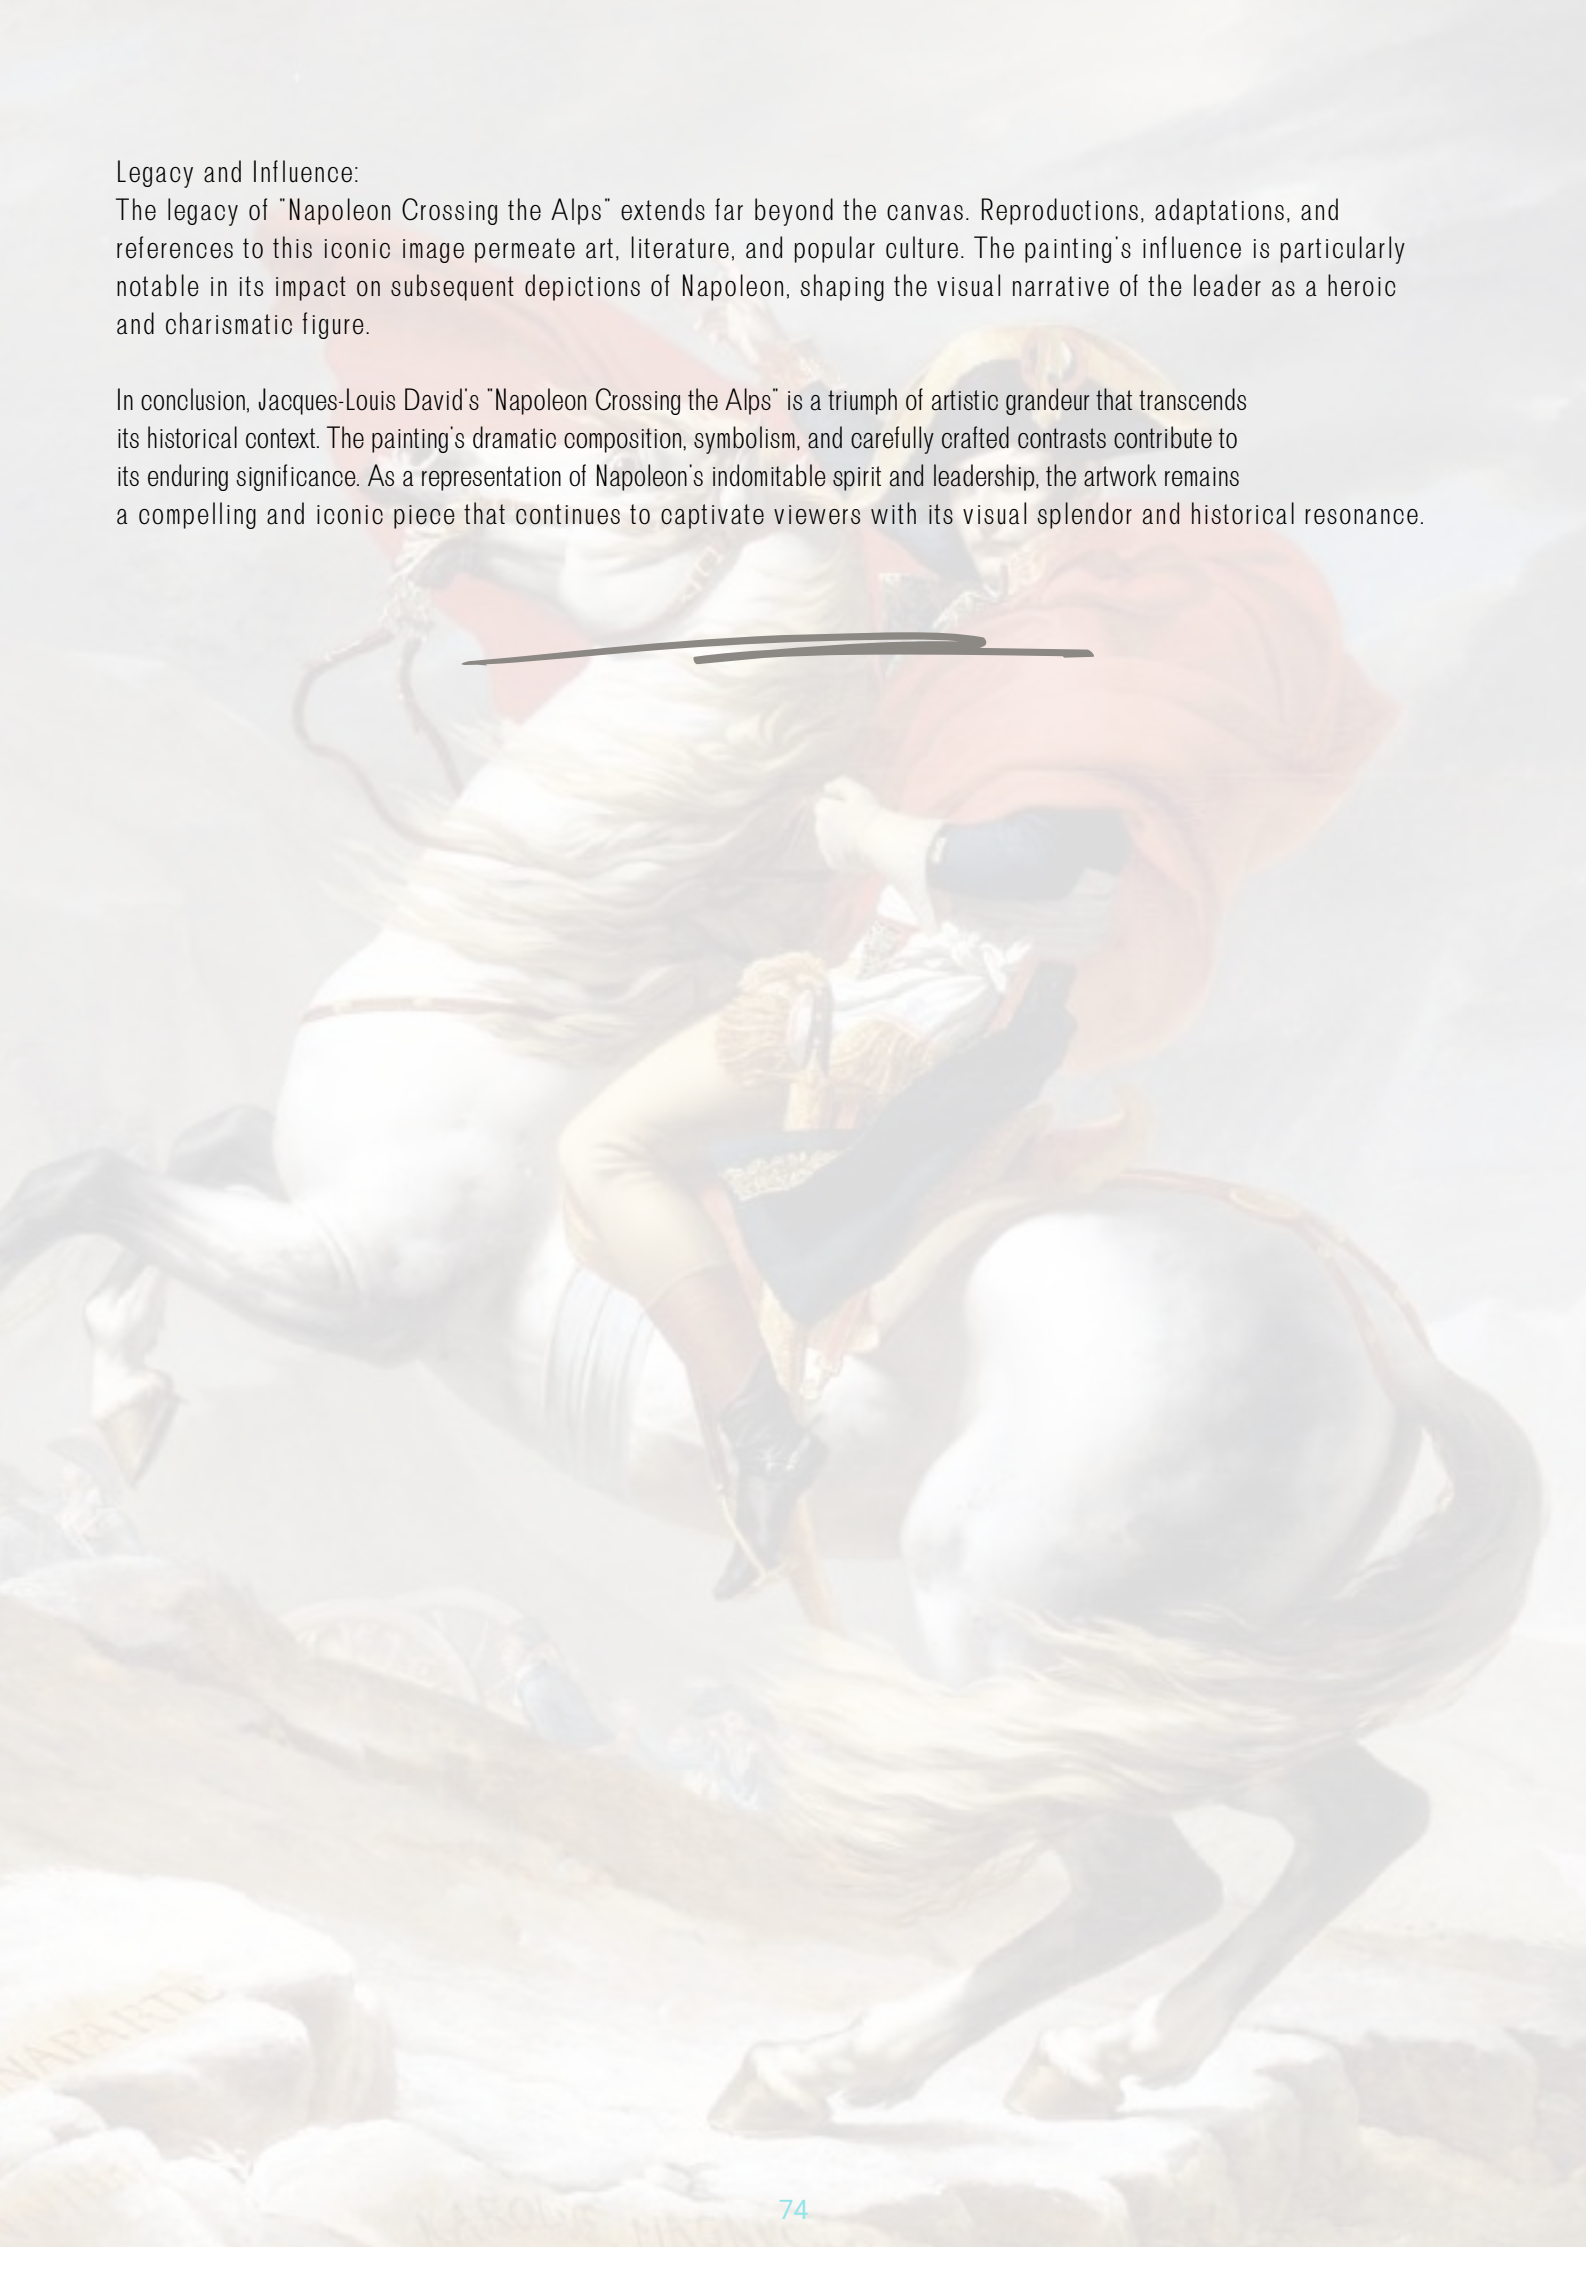 Legacy and Influence:
The legacy of "Napoleon Crossing the Alps" extends far beyond the canvas. Reproductions, adaptations, and
references to this iconic image permeate art, literature, and popular culture. The painting's influence is particularly
notable in its impact on subsequent depictions of Napoleon, shaping the visual narrative of the leader as a heroic
and charismatic figure.
In conclusion, Jacques-Louis David's "Napoleon Crossing the Alps" is a triumph of artistic grandeur that transcends
its historical context. The painting's dramatic composition, symbolism, and carefully crafted contrasts contribute to
its enduring significance. As a representation of Napoleon's indomitable spirit and leadership, the artwork remains
a compelling and iconic piece that continues to captivate viewers with its visual splendor and historical resonance.
NAPARTE
KAROLVS MAGNVS
74